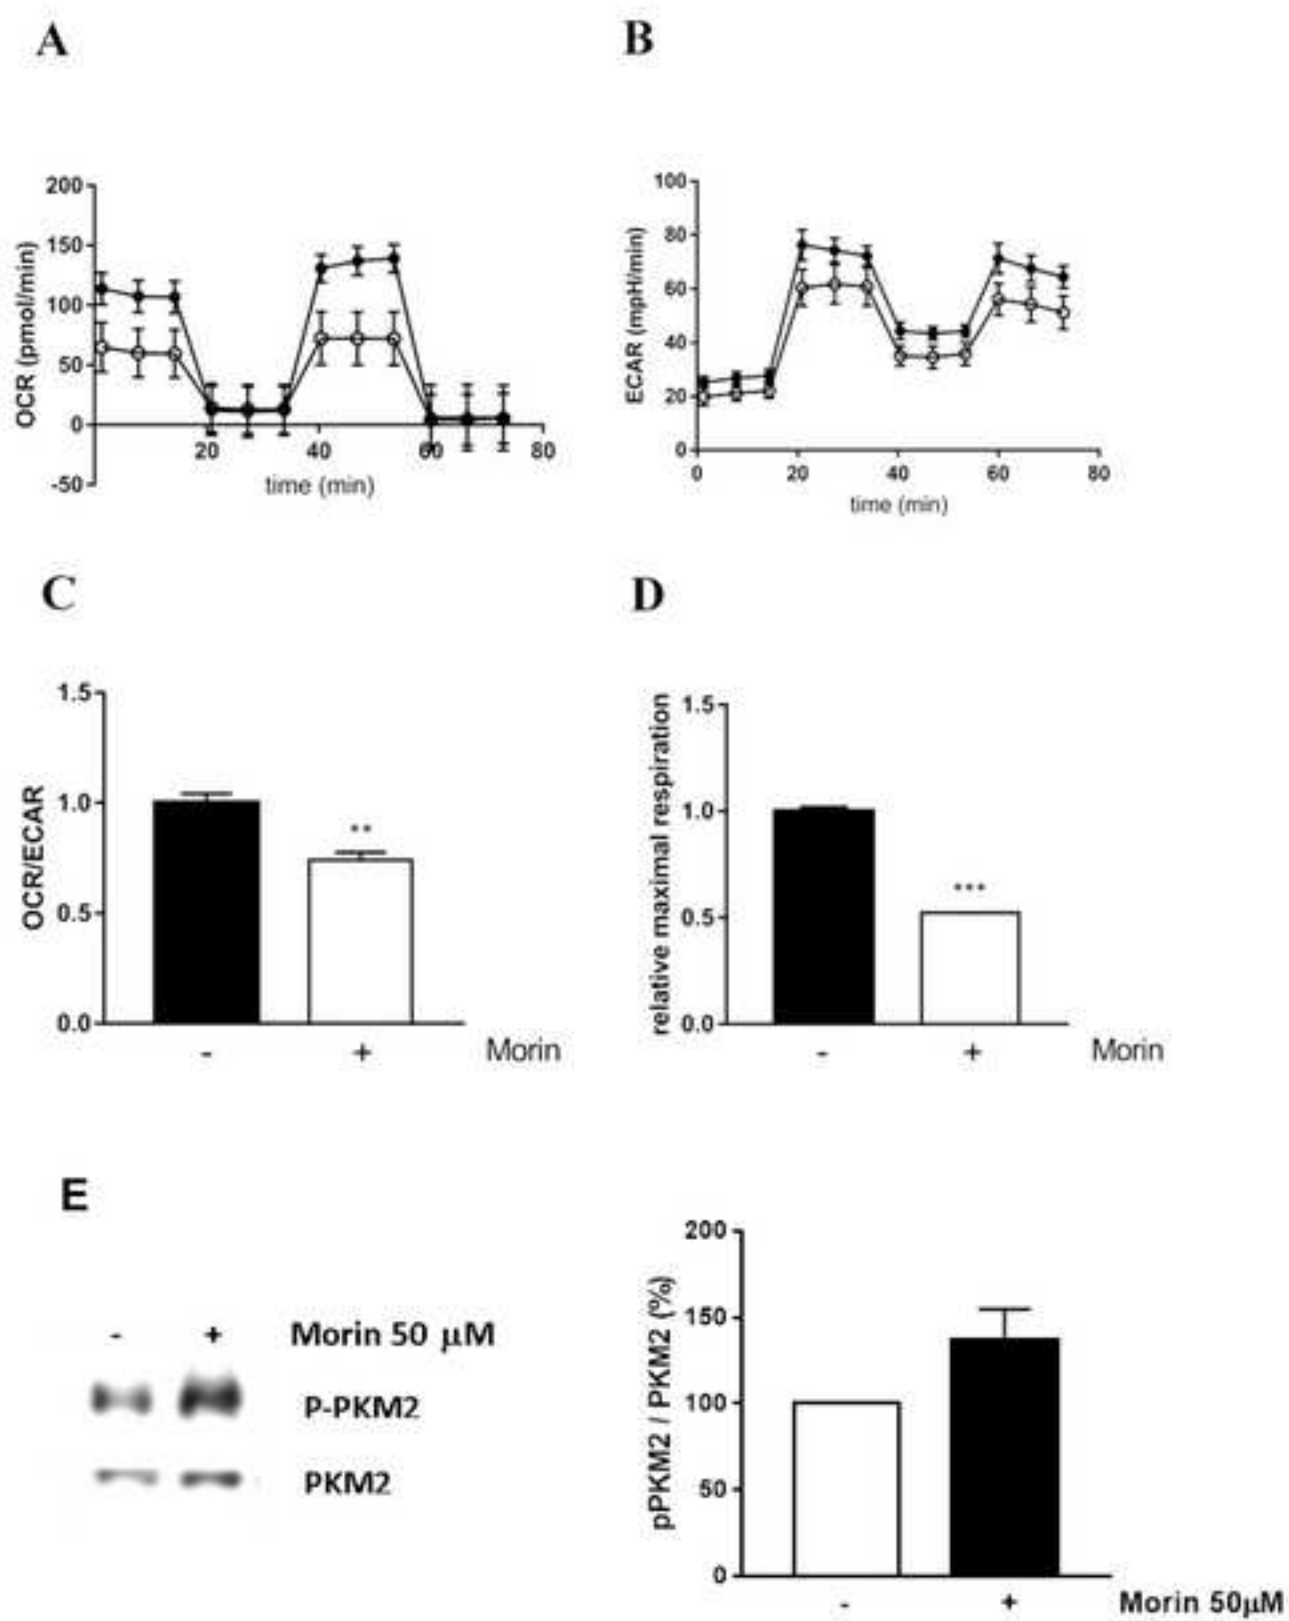 A
B
200
150
100
50
0
-50
20
40
60
80
OCR (pmol/min)
time (min)
100
80
60
40
20
0
0
20
40
60
80
ECAR (mpH/min)
time (min)
C
D
1.5
1.0
0.5
0.0
OCR/ECAR
**
- + Morin
1.5
1.0
0.5
0.0
relative maximal respiration
***
- + Morin
E
- + Morin 50 μM
P-PKM2
PKM2
200
150
100
50
0
pPKM2 / PKM2 (%)
- + Morin 50μM